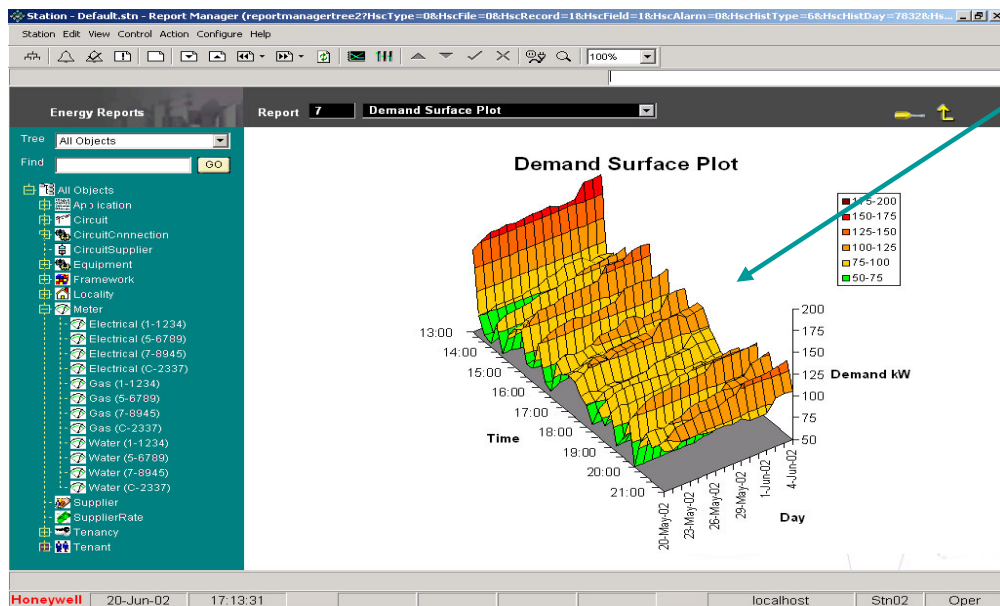 Station - Default.stn - Report Manager (reportmanagertree2?HscType=0&HscFile=0&HscRecord=1&HscField=1&HscAlarm=0&HscHistType=6&HscHistDay=7832&Hs...
Station Edit View Control Action Configure Help
100%
Energy Reports
Report 7 Demand Surface Plot
Tree All Objects
Find GO
All Objects
Application
Circuit
CircuitConnection
CircuitSupplier
Equipment
Framework
Locality
Meter
Electrical (1-1234)
Electrical (5-6789)
Electrical (7-8945)
Electrical (C-2337)
Gas (1-1234)
Gas (5-6789)
Gas (7-8945)
Gas (C-2337)
Water (1-1234)
Water (5-6789)
Water (7-8945)
Water (C-2337)
Supplier
SupplierRate
Tenancy
Tenant
Demand Surface Plot
175-200
150-175
125-150
100-125
75-100
50-75
200
175
150
125
100
75
50
Demand kW
13:00
14:00
15:00
16:00
17:00
18:00
19:00
20:00
21:00
Time
20-May-02
23-May-02
26-May-02
29-May-02
1-Jun-02
4-Jun-02
Day
Honeywell 20-Jun-02 17:13:31 localhost Stn02 Oper